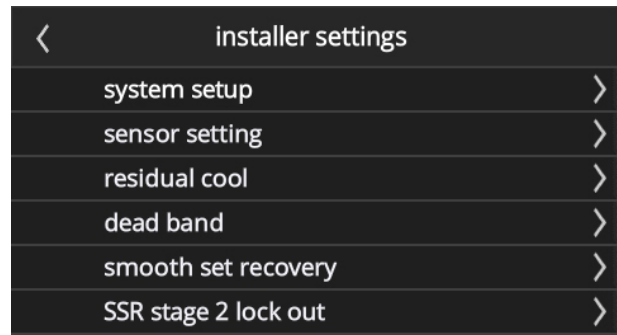 installer settings
system setup
sensor setting
residual cool
dead band
smooth set recovery
SSR stage 2 lock out